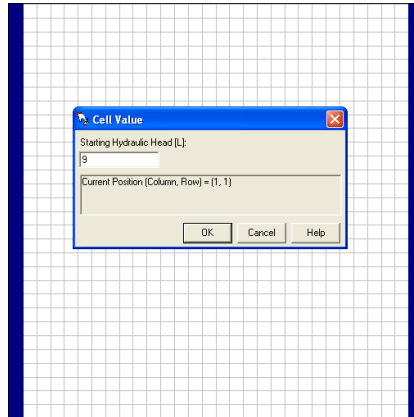 Cell Value
Starting Hydraulic Head [L]:
9
Current Position (Column, Row) = (1, 1)
OK Cancel Help